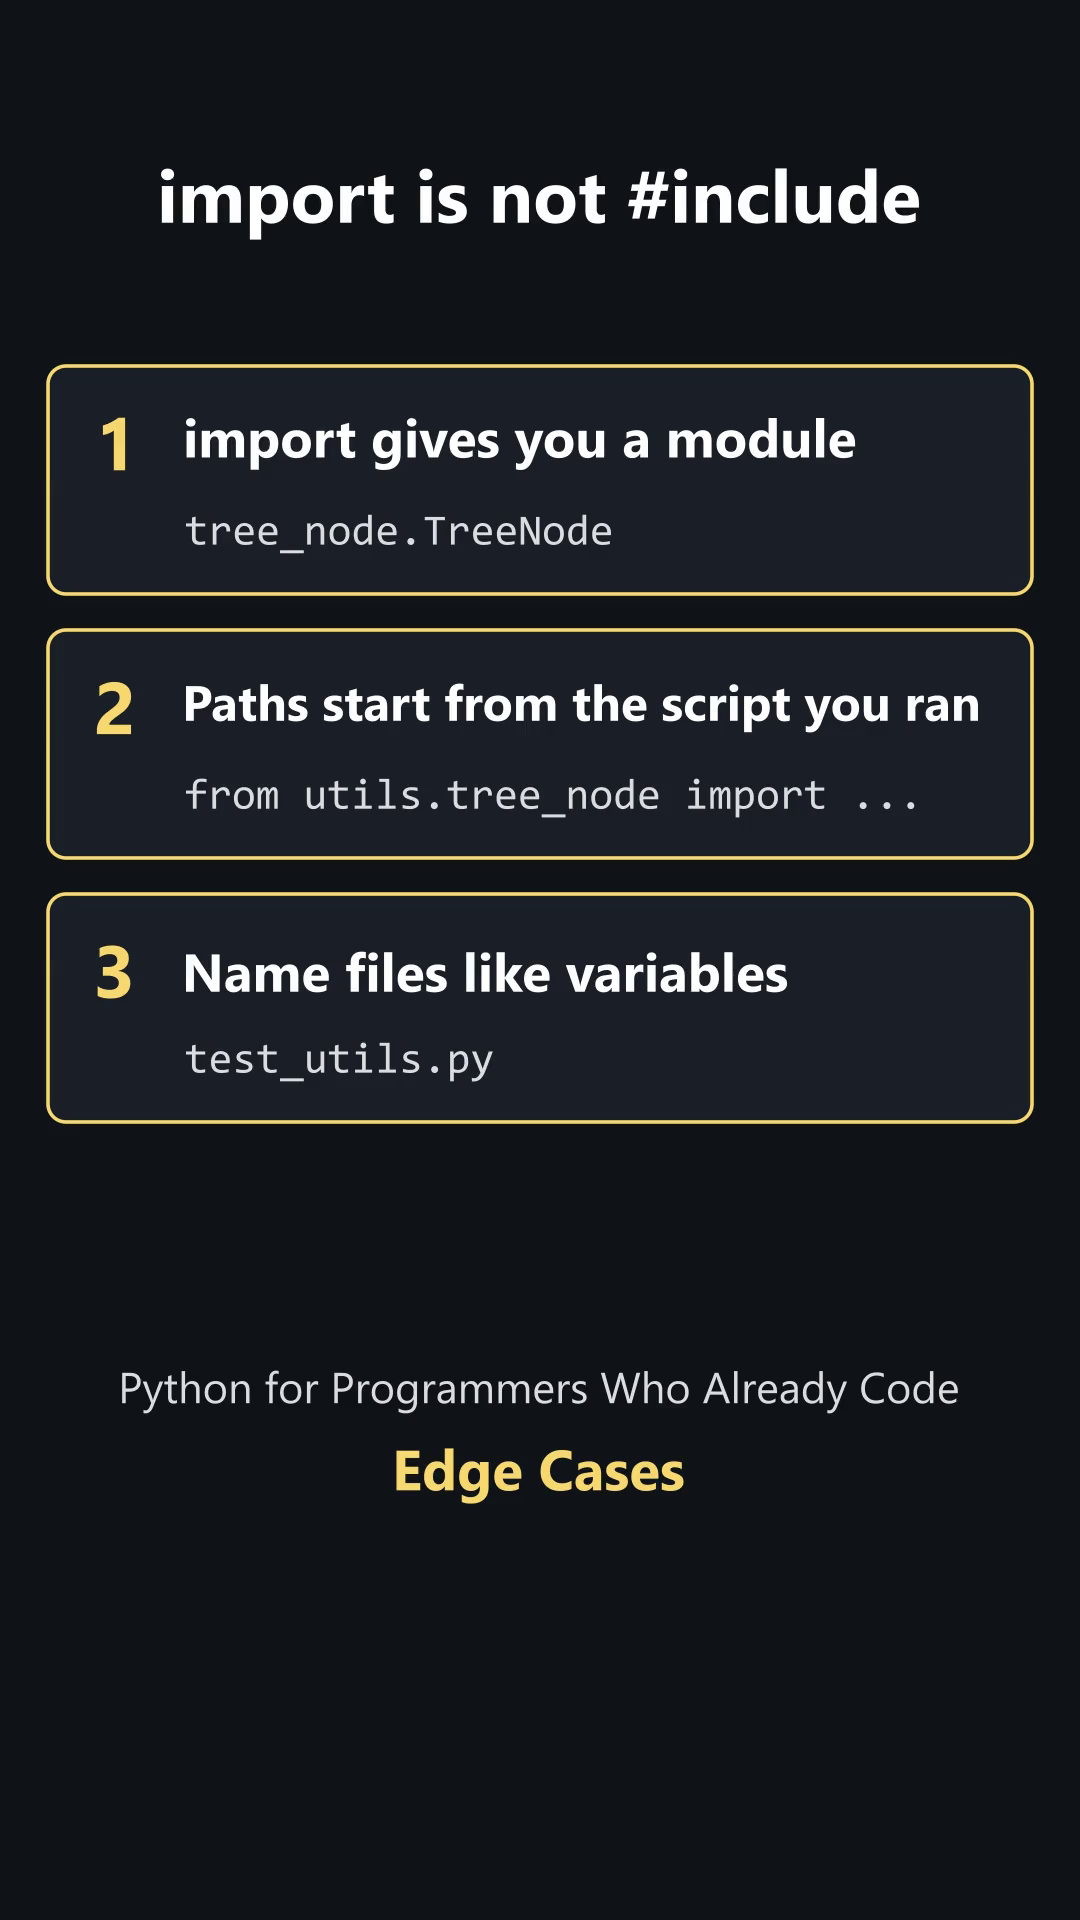 import is not #include
1 import gives you a module
tree_node.TreeNode
2 Paths start from the script you ran
from utils.tree_node import ...
3 Name files like variables
test_utils.py
Python for Programmers Who Already Code
Edge Cases